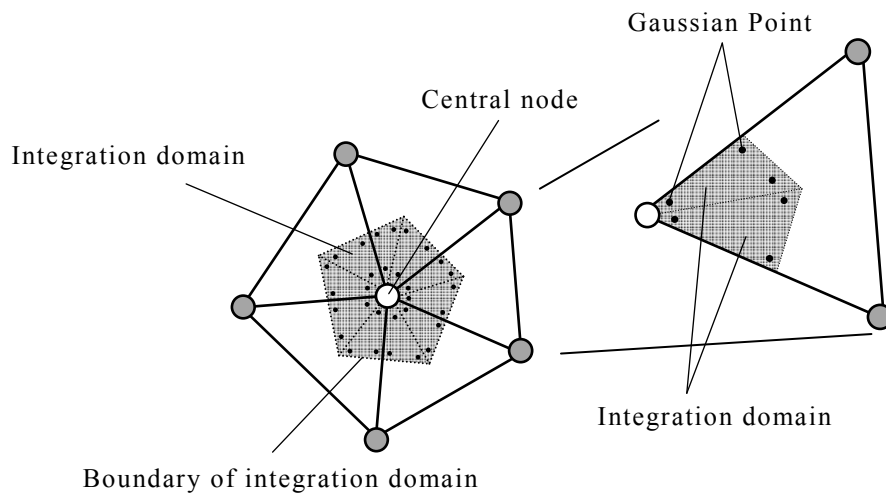 Gaussian Point
Central node
Integration domain
Integration domain
Boundary of integration domain